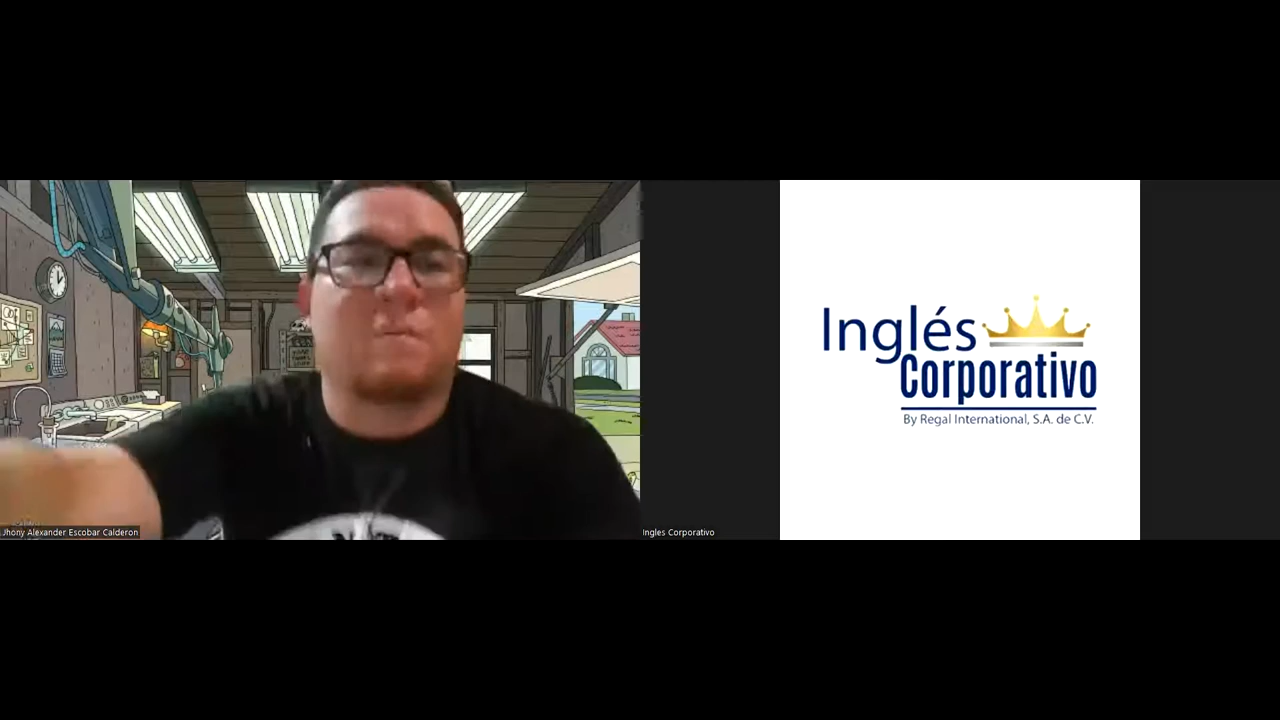 Jhony Alexander Escobar Calderon
Inglés
Corporativo
By Regal International, S.A. de C.V.
Ingles Corporativo